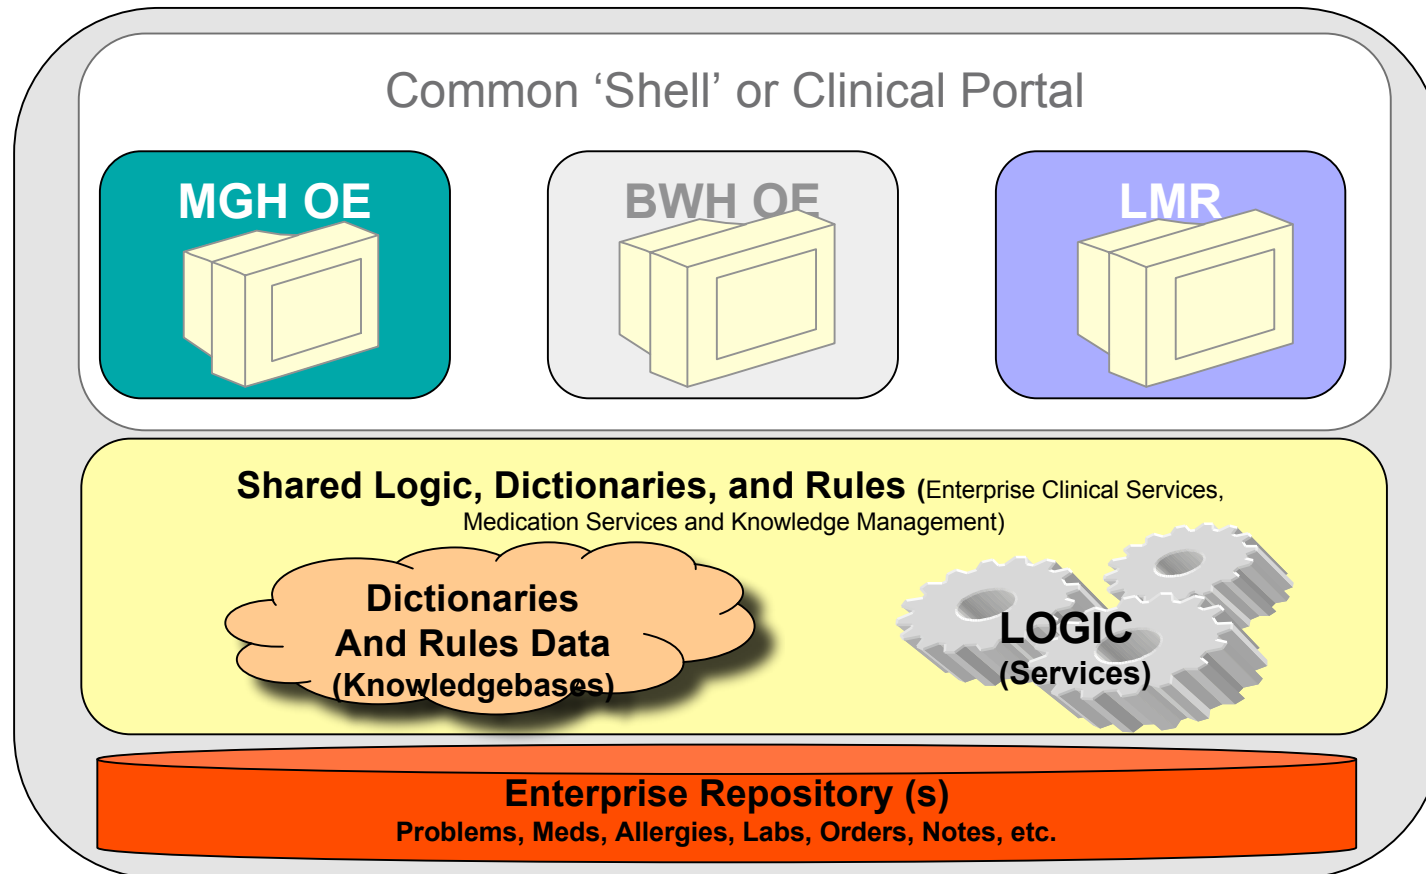 Common ‘Shell’ or Clinical Portal
MGH OE
BWH OE
LMR
Shared Logic, Dictionaries, and Rules (Enterprise Clinical Services,
Medication Services and Knowledge Management)
Dictionaries
And Rules Data
(Knowledgebases)
LOGIC
(Services)
Enterprise Repository (s)
Problems, Meds, Allergies, Labs, Orders, Notes, etc.